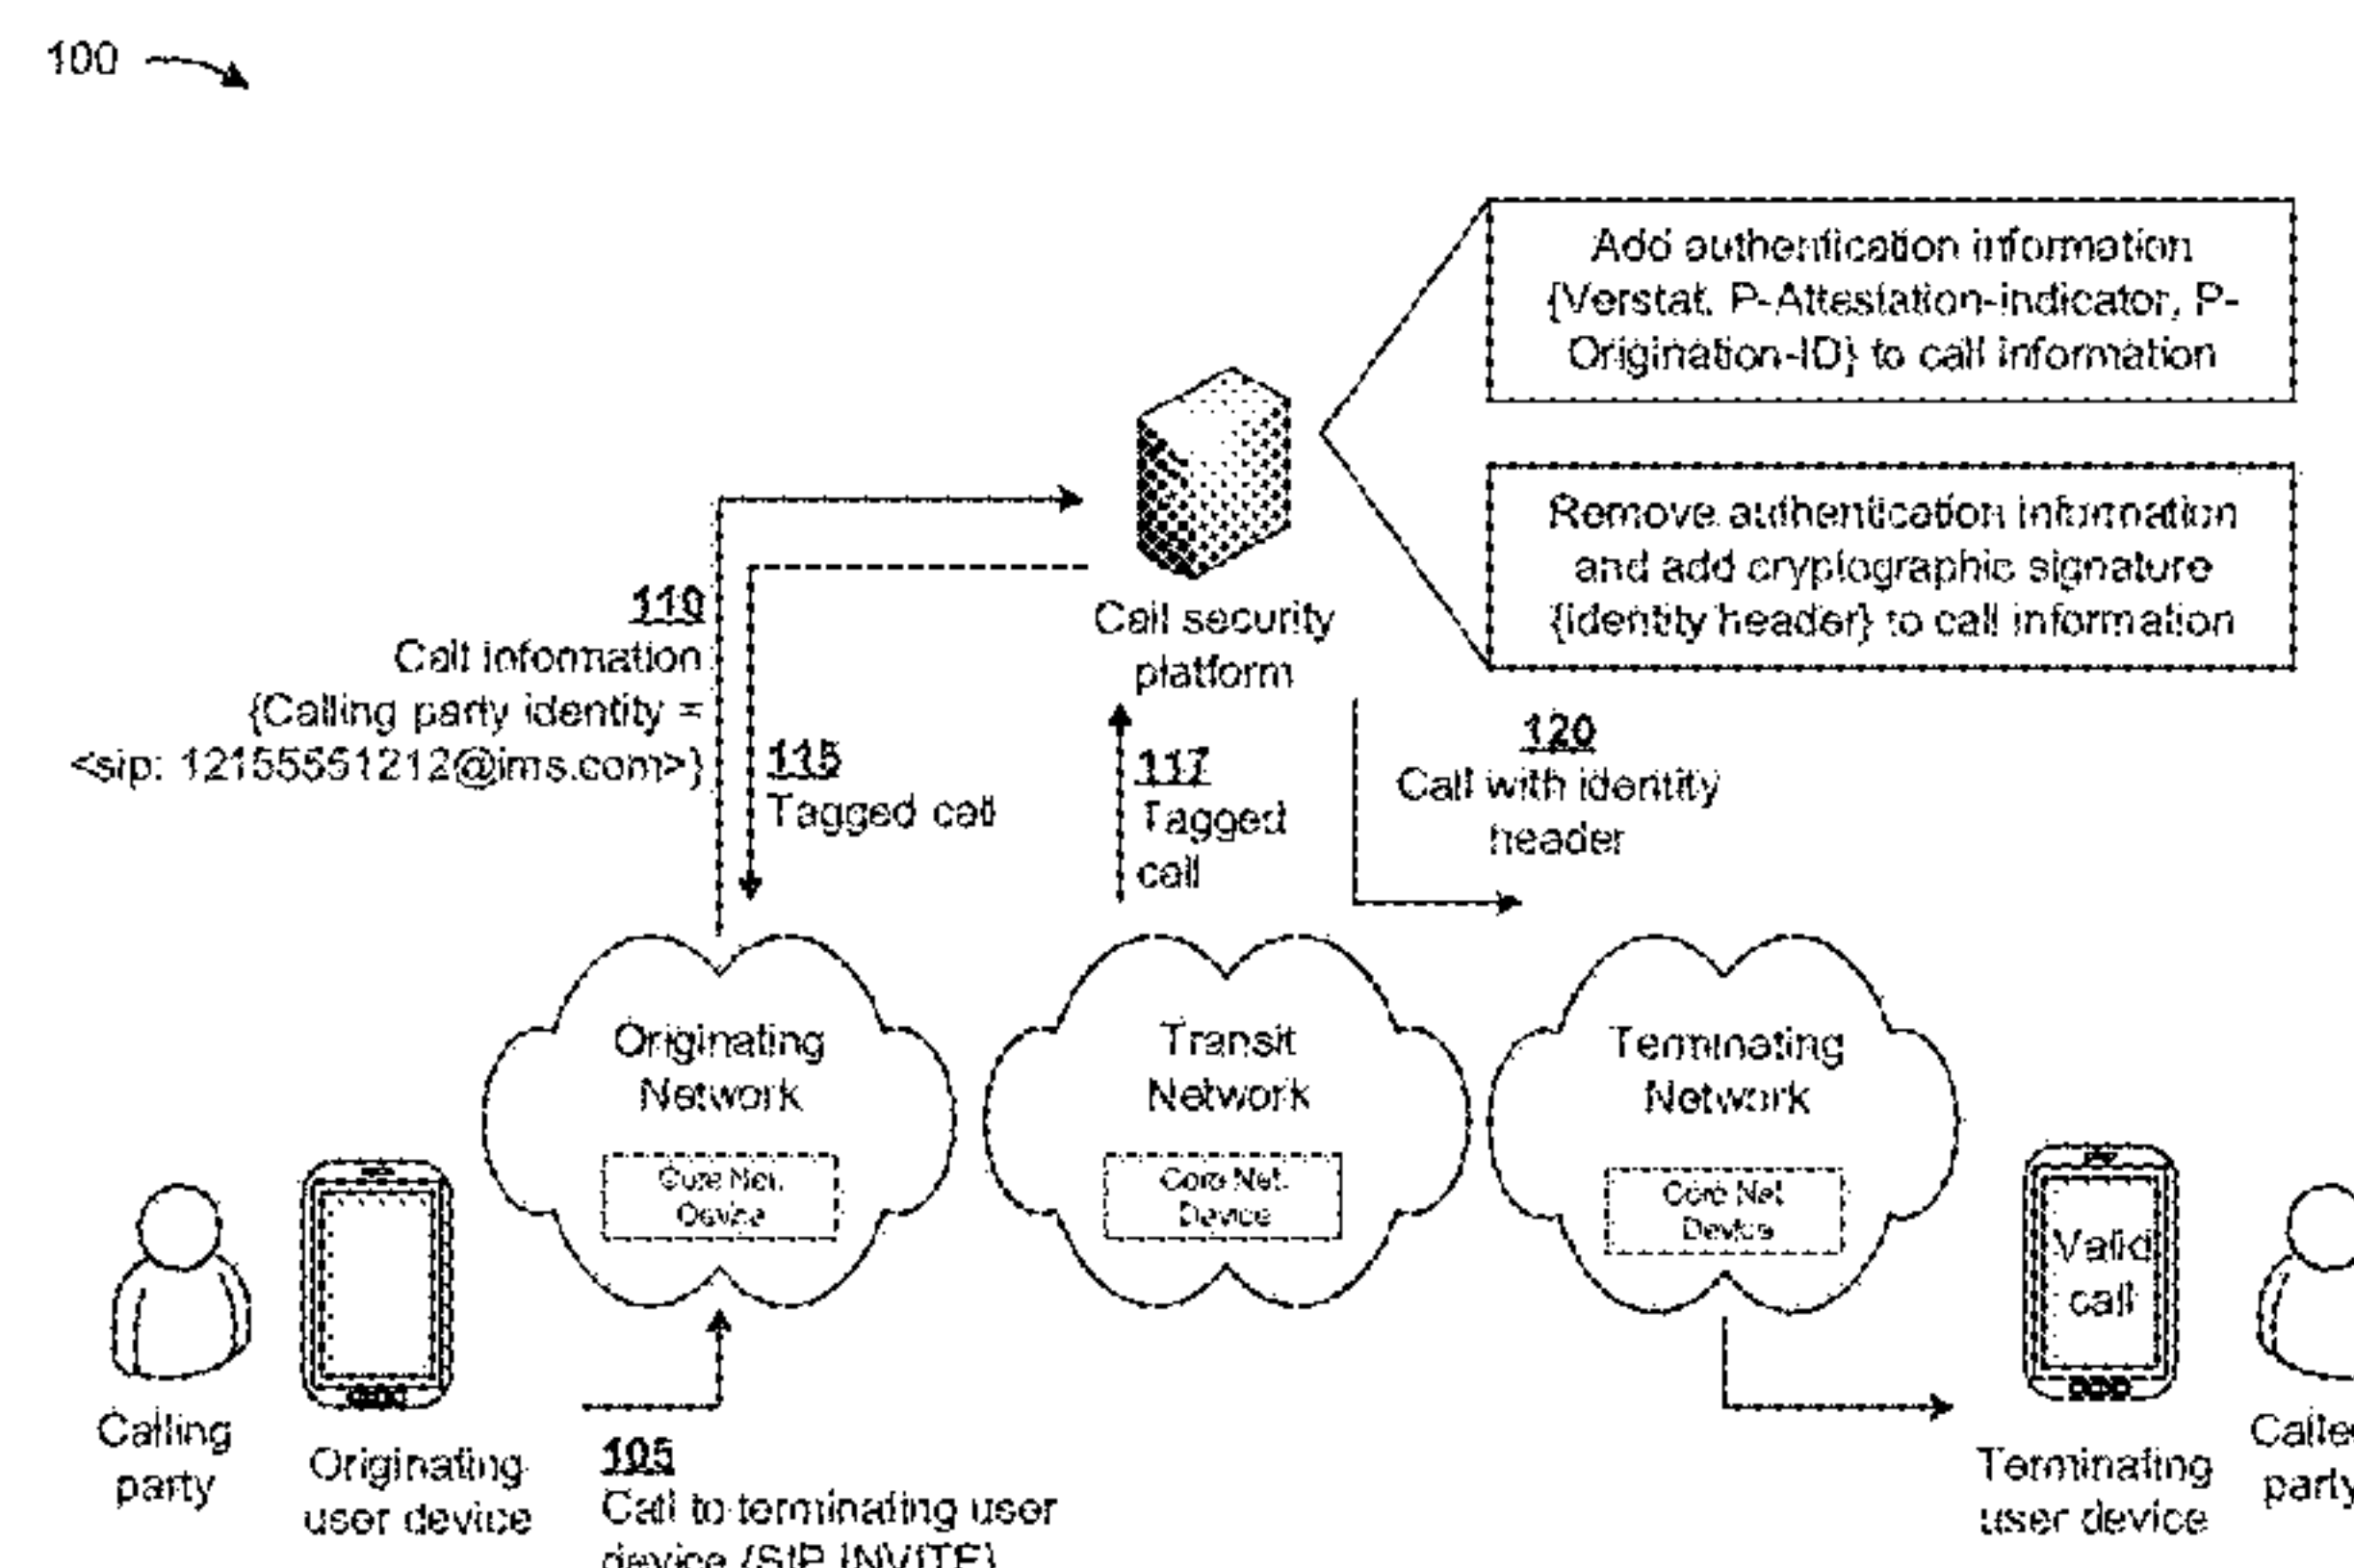 100
Add authentication information
{Verstat, P-Attestation-indicator, P-
Origination-ID} to call information
Remove authentication information
and add cryptographic signature
{identity header} to call information
Call security
platform
110
Call information
{Calling party identity =
<sip: 12155551212@ims.com>}
115
Tagged call
117
Tagged
call
120
Call with identity
header
Originating
Network
Core Net.
Device
Transit
Network
Core Net.
Device
Terminating
Network
Core Net.
Device
Valid
call
Calling
party
Originating
user device
105
Call to terminating user
device {SIP INVITE}
Terminating
user device
party